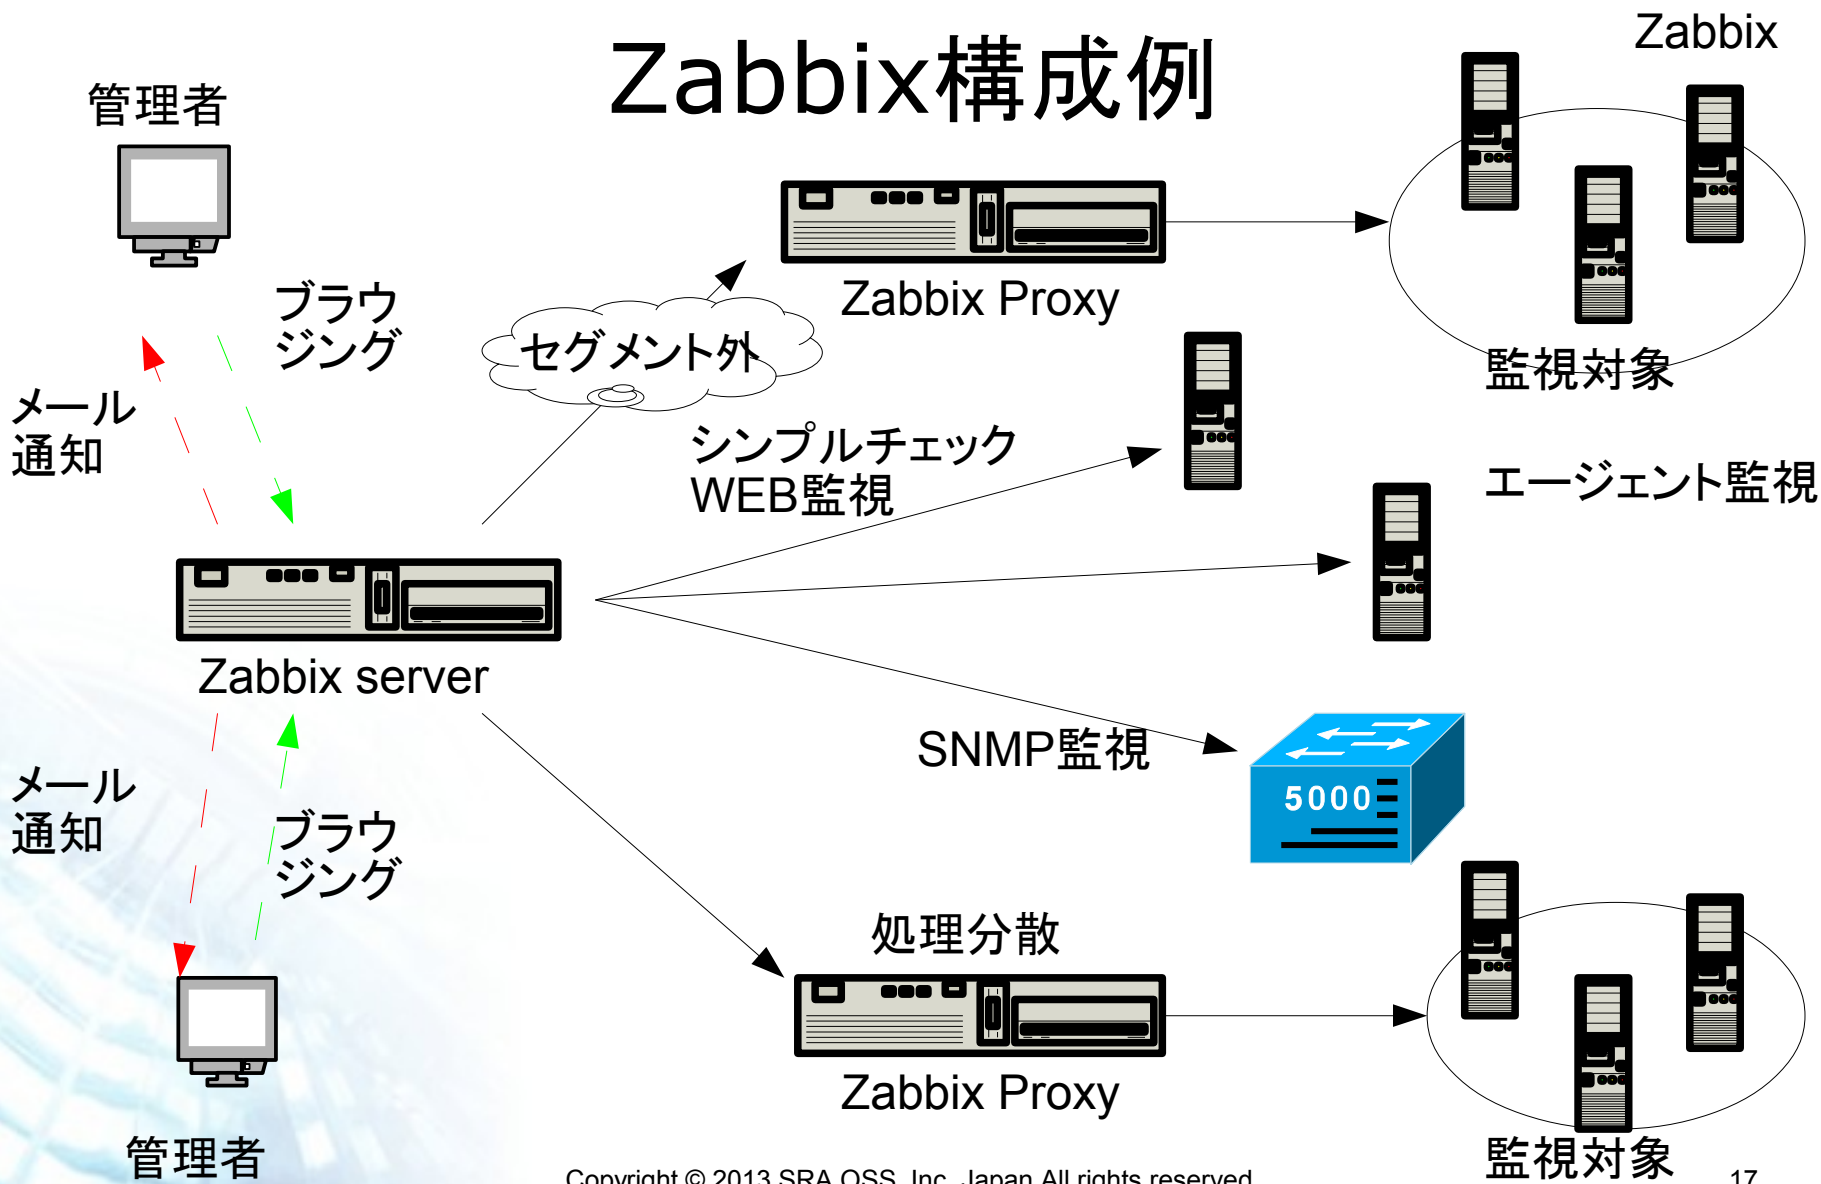 Zabbix
Zabbix構成例
管理者
ブラウ
ジング
Zabbix Proxy
セグメント外
監視対象
メール
通知
シンプルチェック
WEB監視
エージェント監視
Zabbix server
SNMP監視
5000
メール
通知
ブラウ
ジング
処理分散
Zabbix Proxy
管理者
監視対象
Copyright © 2013 SRA OSS, Inc. Japan All rights reserved.
17